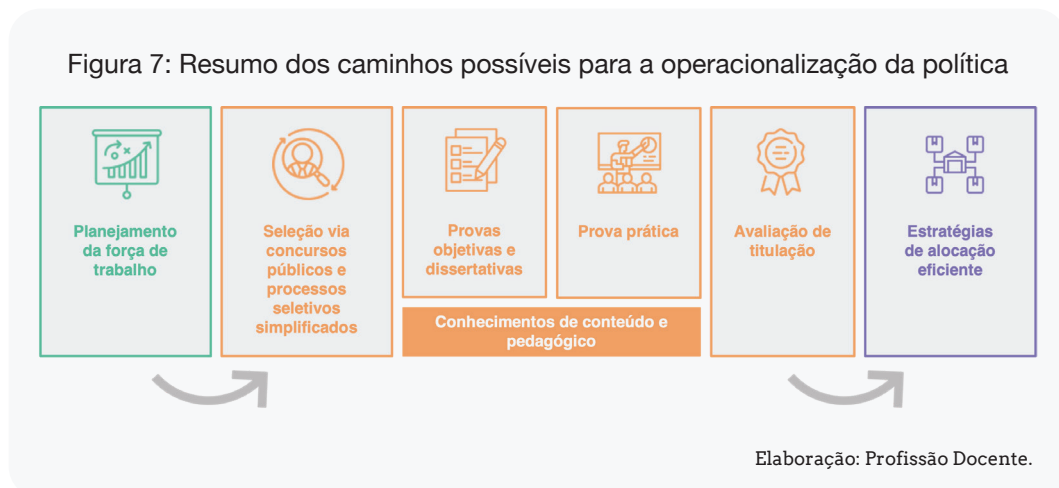 Figura 7: Resumo dos caminhos possíveis para a operacionalização da política
Planejamento
da força de
trabalho
Seleção via
concursos
públicos e
processos
seletivos
simplificados
Provas
objetivas e
dissertativas
Prova prática
Conhecimentos de conteúdo e
pedagógico
Avaliação de
titulação
Estratégias
de alocação
eficiente
Elaboração: Profissão Docente.